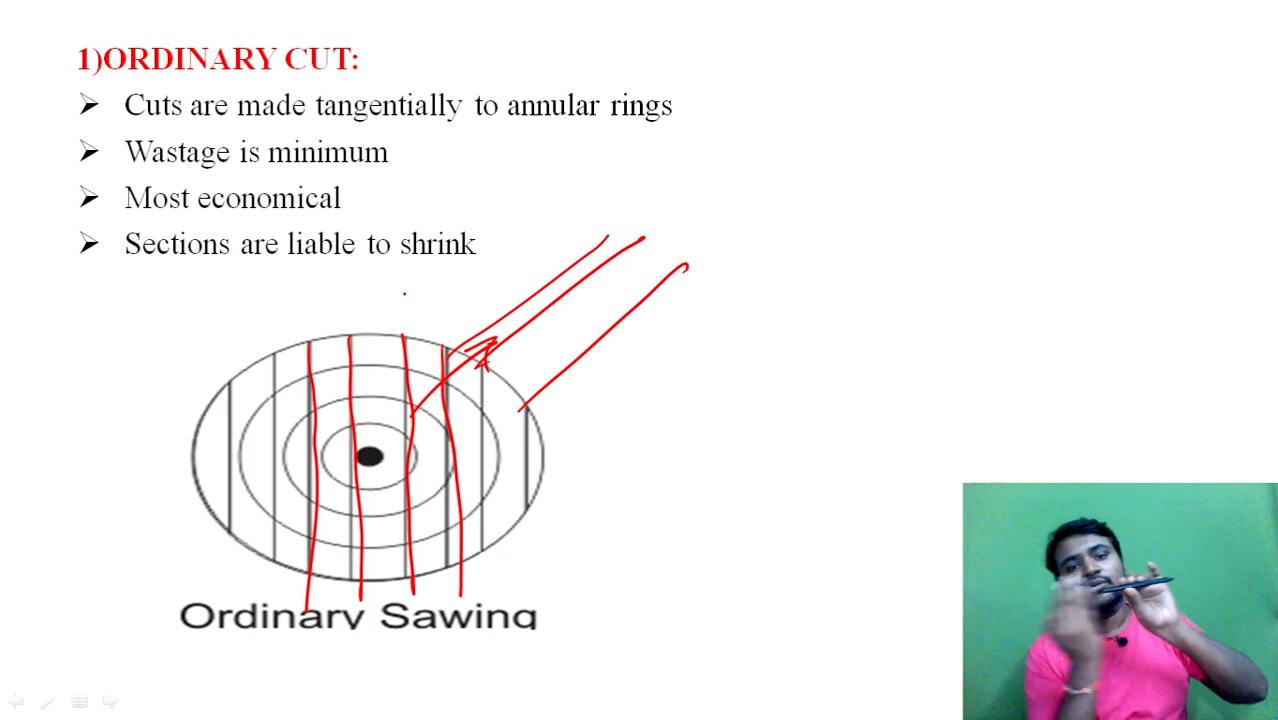 1)ORDINARY CUT:
Cuts are made tangentially to annular rings
Wastage is minimum
Most economical
Sections are liable to shrink
Ordinary Sawing